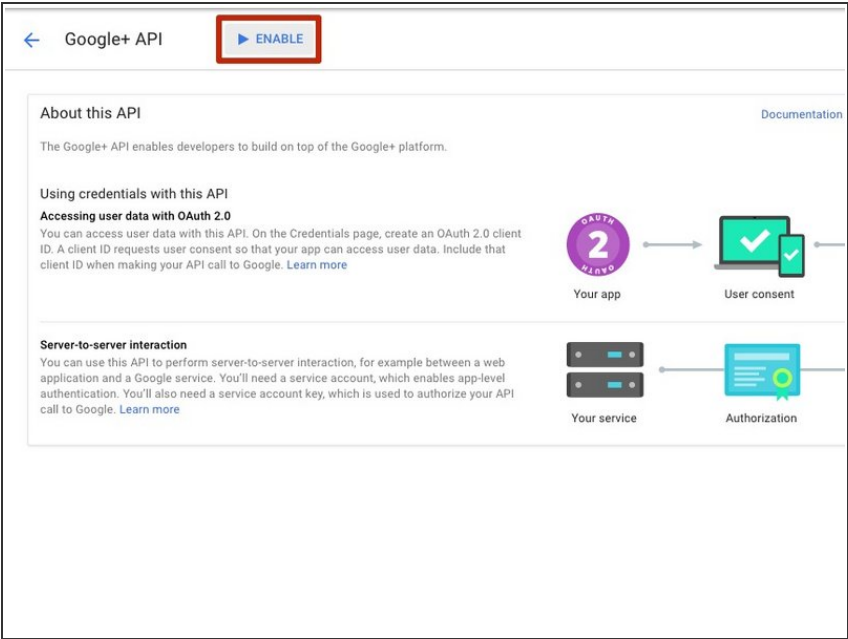 Google+ API
ENABLE
About this API
Documentation
The Google+ API enables developers to build on top of the Google+ platform.
Using credentials with this API
Accessing user data with OAuth 2.0
You can access user data with this API. On the Credentials page, create an OAuth 2.0 client
ID. A client ID requests user consent so that your app can access user data. Include that
client ID when making your API call to Google. Learn more
OAUTH
2
OAUTH
Your app
User consent
Server-to-server interaction
You can use this API to perform server-to-server interaction, for example between a web
application and a Google service. You'll need a service account, which enables app-level
authentication. You'll also need a service account key, which is used to authorize your API
call to Google. Learn more
Your service
Authorization